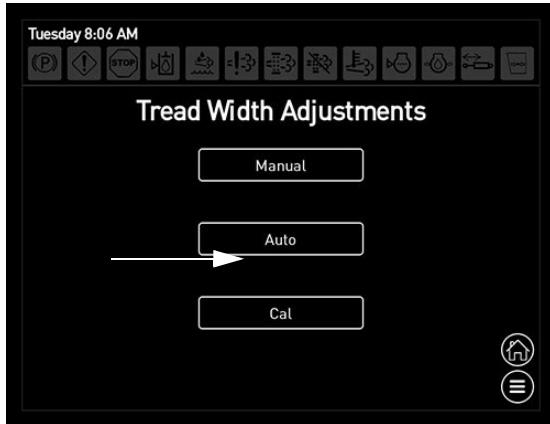 Tuesday 8:06 AM
(P)
STOP
Tread Width Adjustments
Manual
Auto
Cal